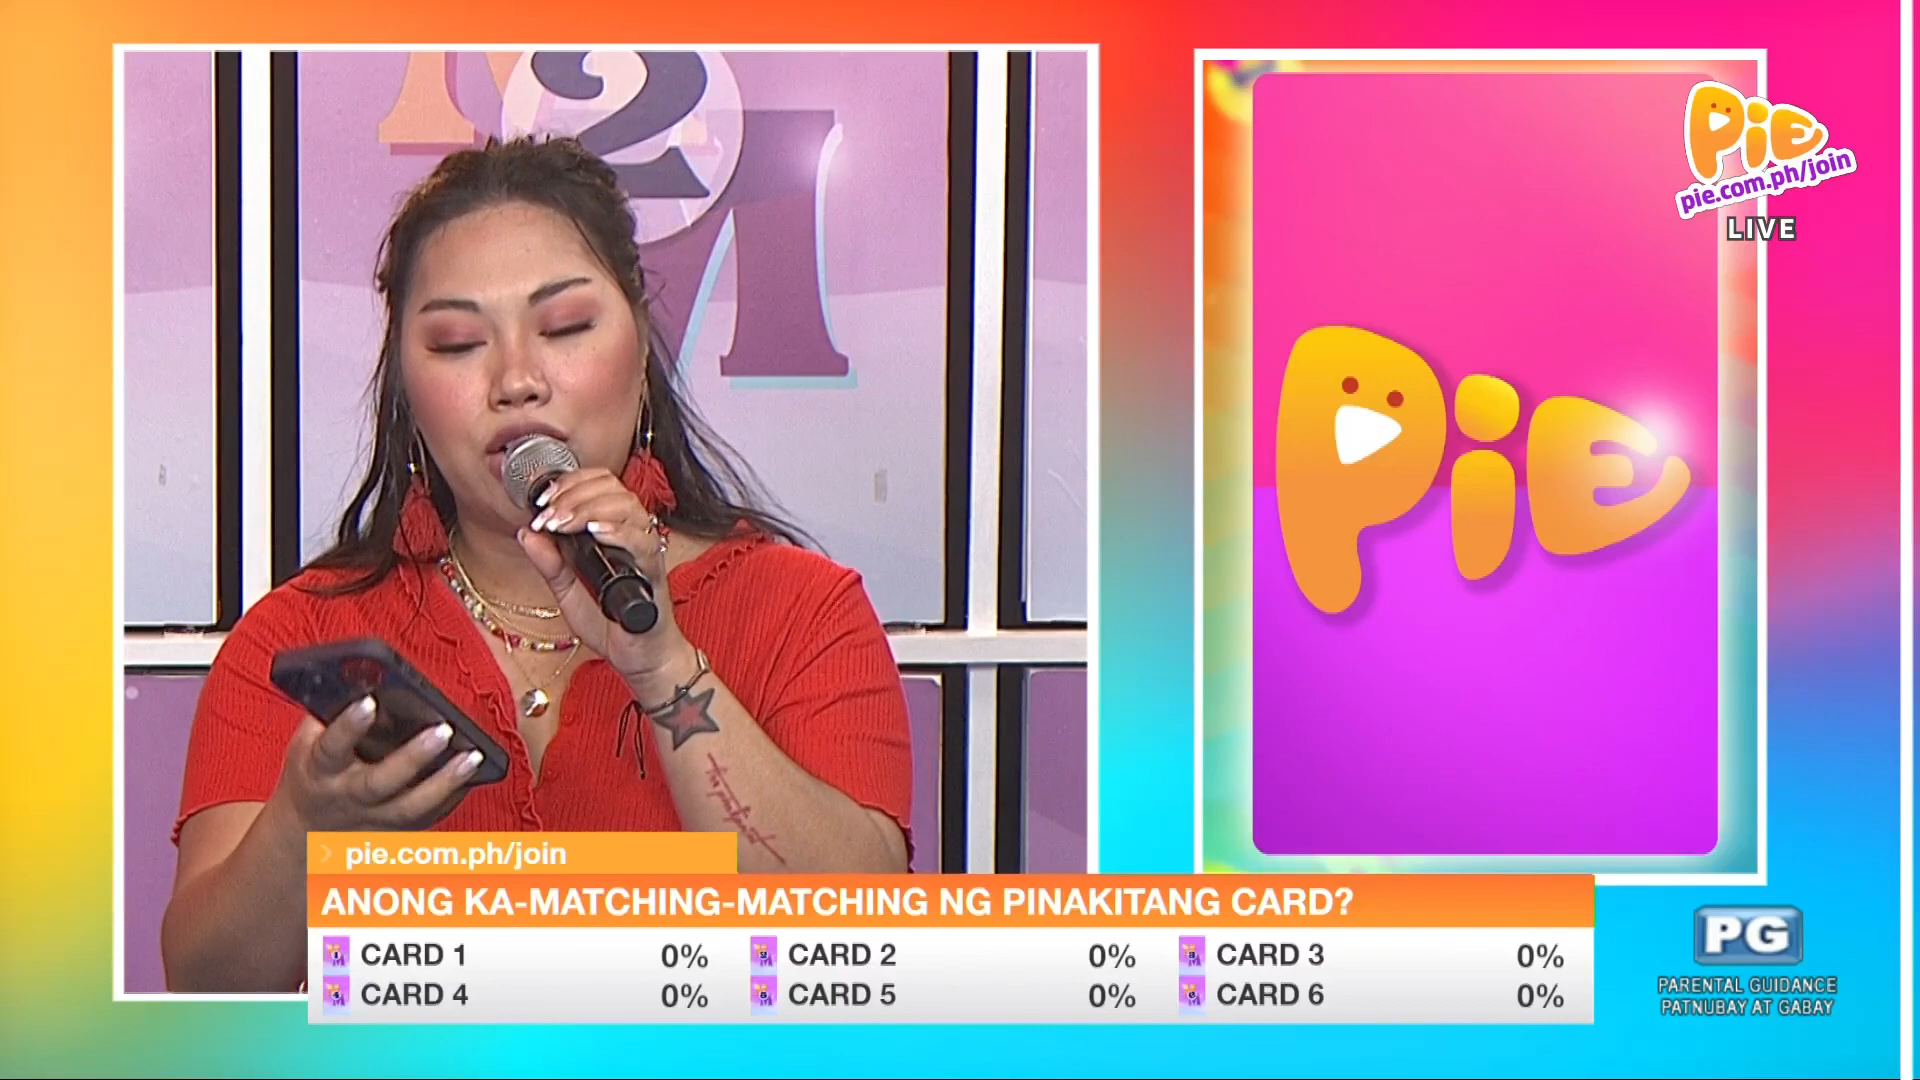 M
2
M
PiE
pie.com.ph/join
LIVE
PiE
pie.com.ph/join
ANONG KA-MATCHING-MATCHING NG PINAKITANG CARD?
CARD 1 0% CARD 2 0% CARD 3 0%
CARD 4 0% CARD 5 0% CARD 6 0%
PG
PARENTAL GUIDANCE
PATNUBAY AT GABAY